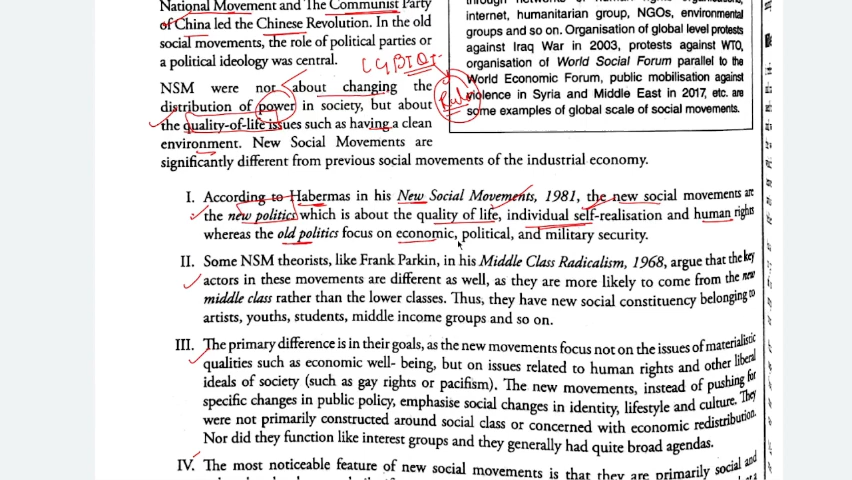 National Movement and The Communist Party
of China led the Chinese Revolution. In the old
social movements, the role of political parties or
a political ideology was central.
LGBTQ+
NSM were not about changing the
distribution of power in society, but about
the quality-of-life issues such as having a clean
environment. New Social Movements are
significantly different from previous social movements of the industrial economy.
internet, humanitarian group, NGOs, environmental
groups and so on. Organisation of global level protests
against Iraq War in 2003, protests against WTO,
organisation of World Social Forum parallel to the
World Economic Forum, public mobilisation against
violence in Syria and Middle East in 2017, etc. are
some examples of global scale of social movements.
I. According to Habermas in his New Social Movements, 1981, the new social movements are
the new politics which is about the quality of life, individual self-realisation and human rights
whereas the old politics focus on economic, political, and military security.
II. Some NSM theorists, like Frank Parkin, in his Middle Class Radicalism, 1968, argue that the key
actors in these movements are different as well, as they are more likely to come from the new
middle class rather than the lower classes. Thus, they have new social constituency belonging to
artists, youths, students, middle income groups and so on.
III. The primary difference is in their goals, as the new movements focus not on the issues of materialistic
qualities such as economic well- being, but on issues related to human rights and other liberal
ideals of society (such as gay rights or pacifism). The new movements, instead of pushing for
specific changes in public policy, emphasise social changes in identity, lifestyle and culture. They
were not primarily constructed around social class or concerned with economic redistribution.
Nor did they function like interest groups and they generally had quite broad agendas.
IV. The most noticeable feature of new social movements is that they are primarily social and